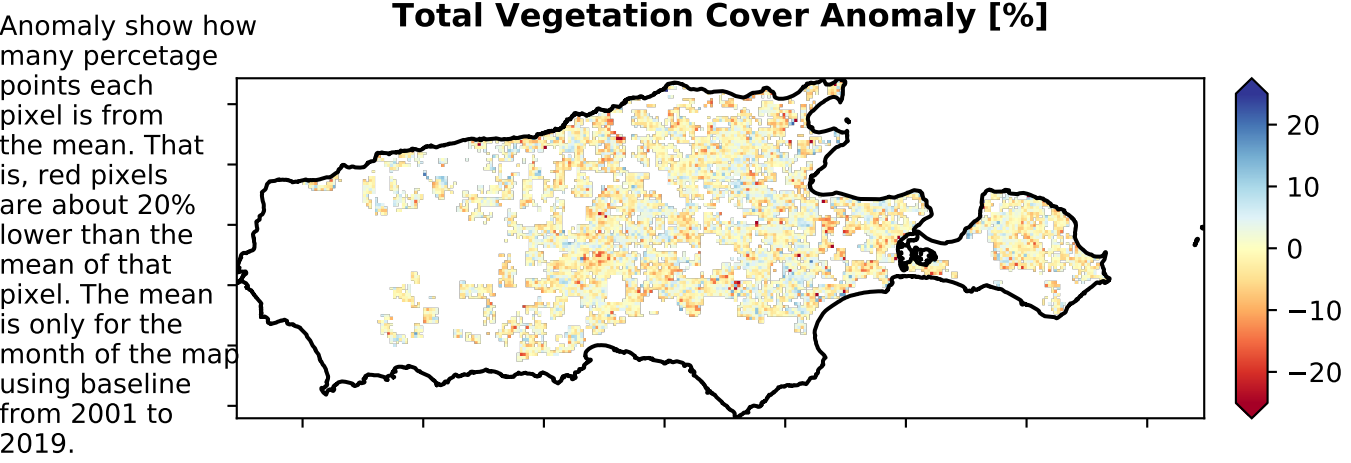 Total Vegetation Cover Anomaly [%]
Anomaly show how
many percetage
points each
pixel is from
the mean. That
is, red pixels
are about 20%
lower than the
mean of that
pixel. The mean
is only for the
month of the map
using baseline
from 2001 to
2019.
20
10
0
−10
−20